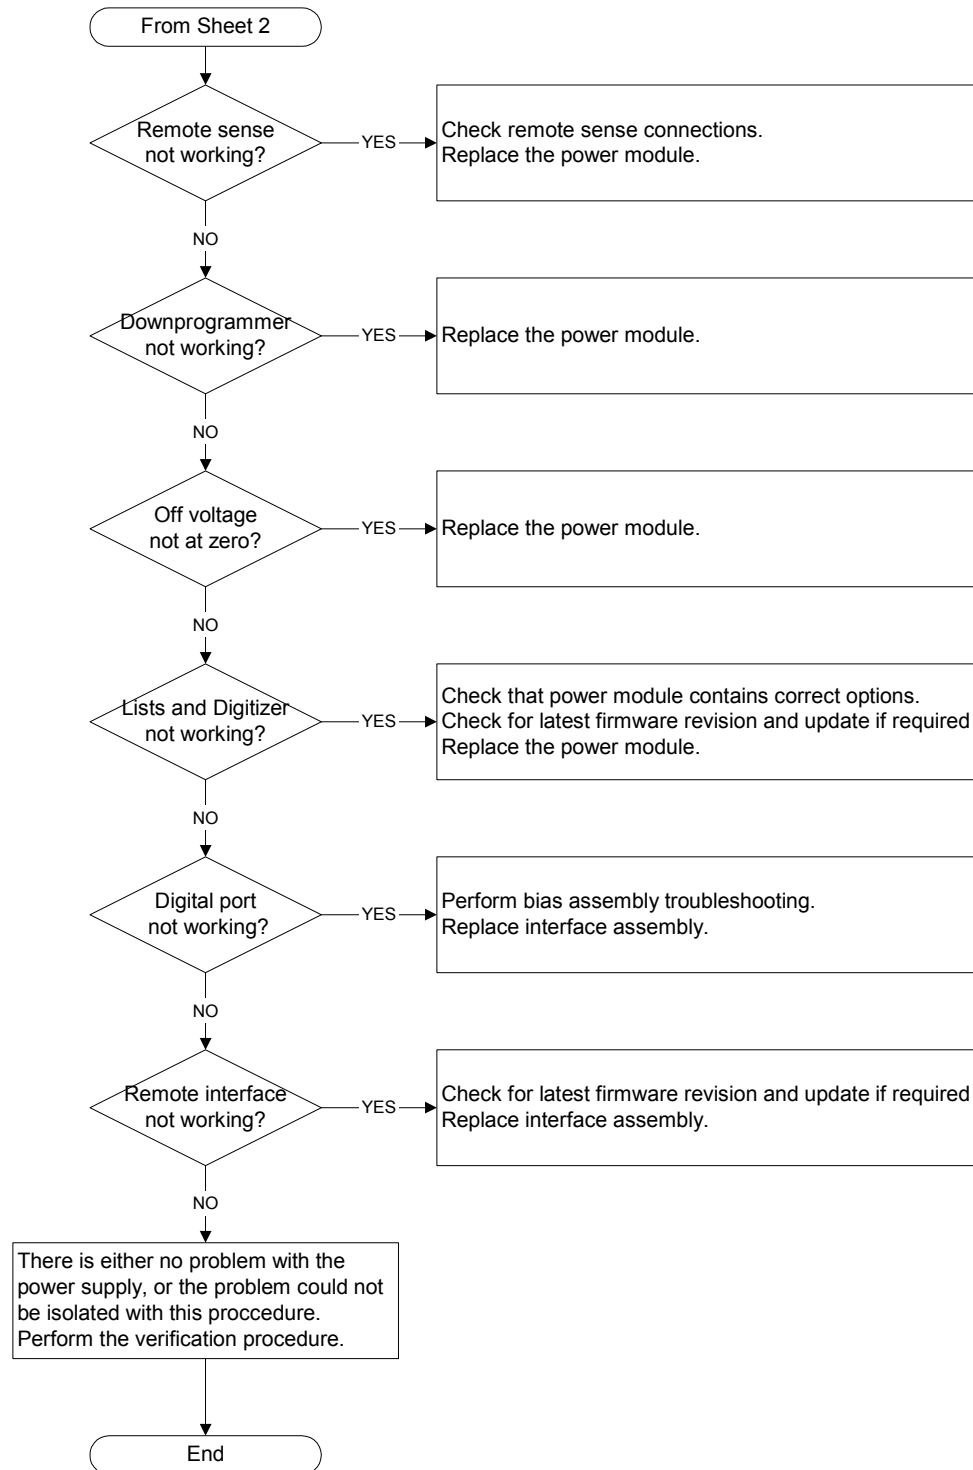 From Sheet 2
Remote sense
not working?
YES
Check remote sense connections.
Replace the power module.
NO
Downprogrammer
not working?
YES
Replace the power module.
NO
Off voltage
not at zero?
YES
Replace the power module.
NO
Lists and Digitizer
not working?
YES
Check that power module contains correct options.
Check for latest firmware revision and update if required
Replace the power module.
NO
Digital port
not working?
YES
Perform bias assembly troubleshooting.
Replace interface assembly.
NO
Remote interface
not working?
YES
Check for latest firmware revision and update if required
Replace interface assembly.
NO
There is either no problem with the
power supply, or the problem could not
be isolated with this proccedure.
Perform the verification procedure.
End